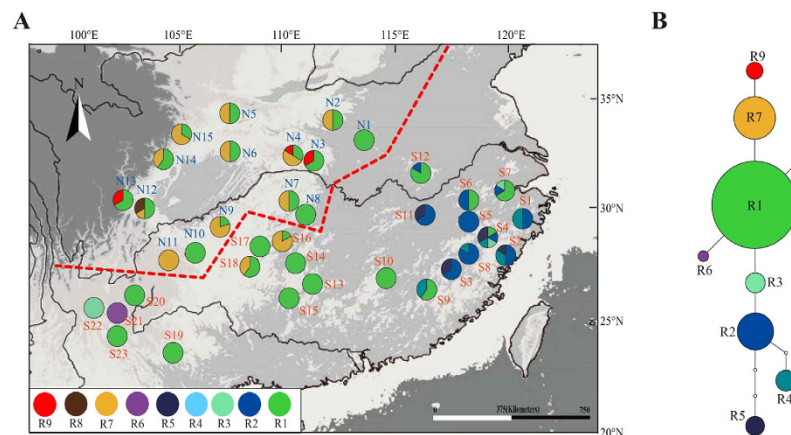 A
B
100°E 105°E 110°E 115°E 120°E
N
35°N
30°N
25°N
20°N
N5
N2
N1
N15
N6
N4 N3
N14
S12
S7
N13
N12
N7
N8
S6
S1
S11
S5
S4
N9
S16
S2
N10
S17
N11
S18
S14
S8
S3
S10
S13
S9
S20
S15
S22
S21
S23
S19
R9 R8 R7 R6 R5 R4 R3 R2 R1
0 375(Kilometers) 750
R9
R7
R1
R6
R3
R2
R4
R5